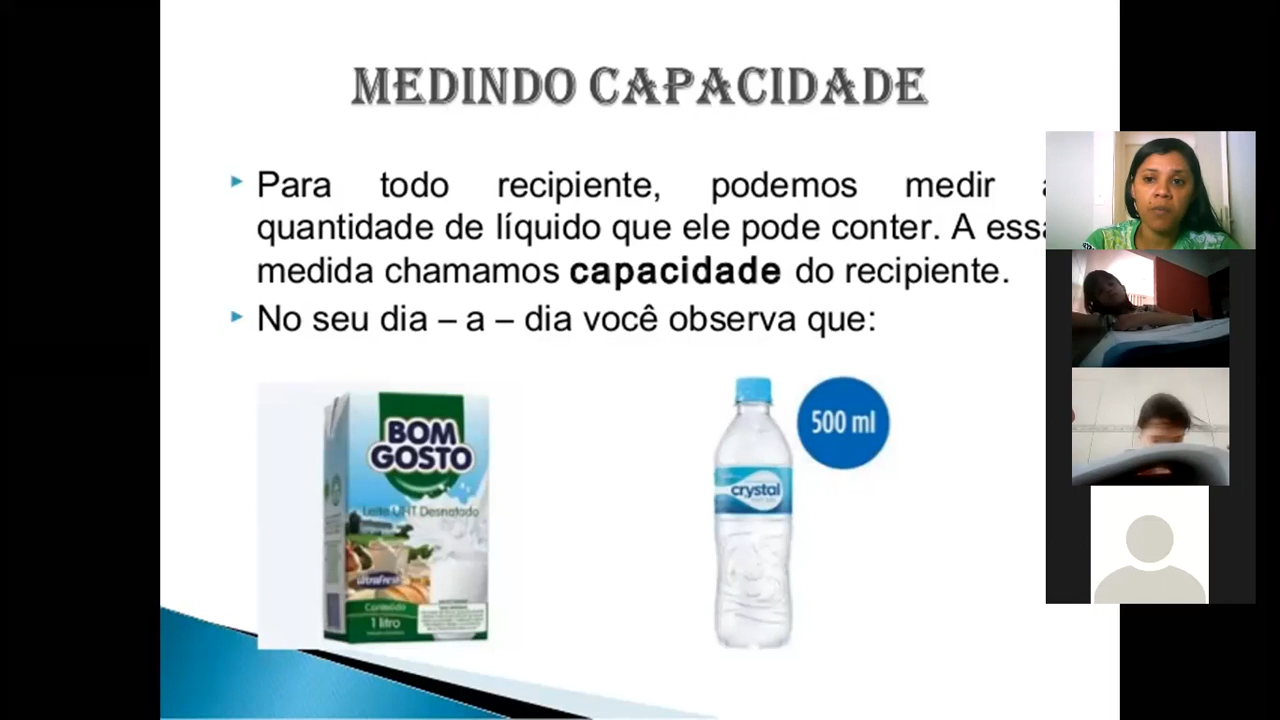 MEDINDO CAPACIDADE
Para todo recipiente, podemos medir
quantidade de líquido que ele pode conter. A essa
medida chamamos capacidade do recipiente.
No seu dia – a – dia você observa que:
BOM
GOSTO
Leite UHT Desnatado
Conteúdo
1 litro
500 ml
crystal